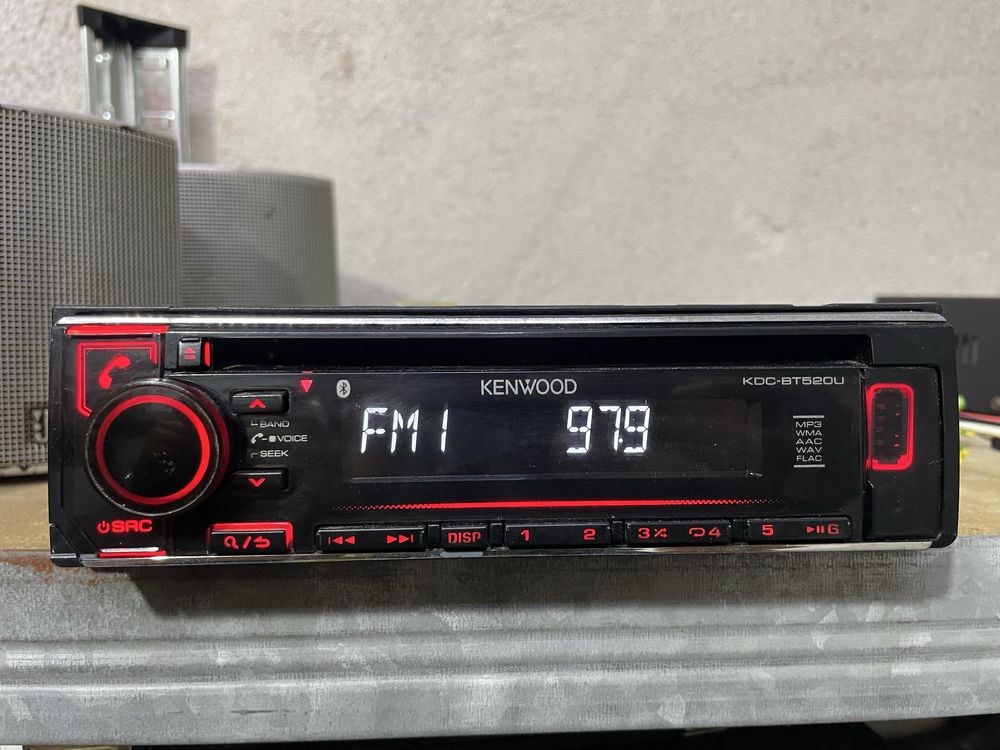 KENWOOD
KDC-BT520U
FM1 97.9
BAND
VOICE
SEEK
MP3
WMA
AAC
WAV
FLAC
SRC
DISP
1 2
3 4
5 6